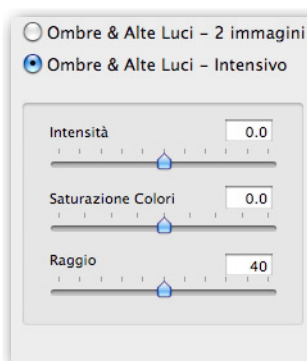 Ombre & Alte Luci - 2 immagini
Ombre & Alte Luci - Intensivo
Intensità 0.0
Saturazione Colori 0.0
Raggio 40